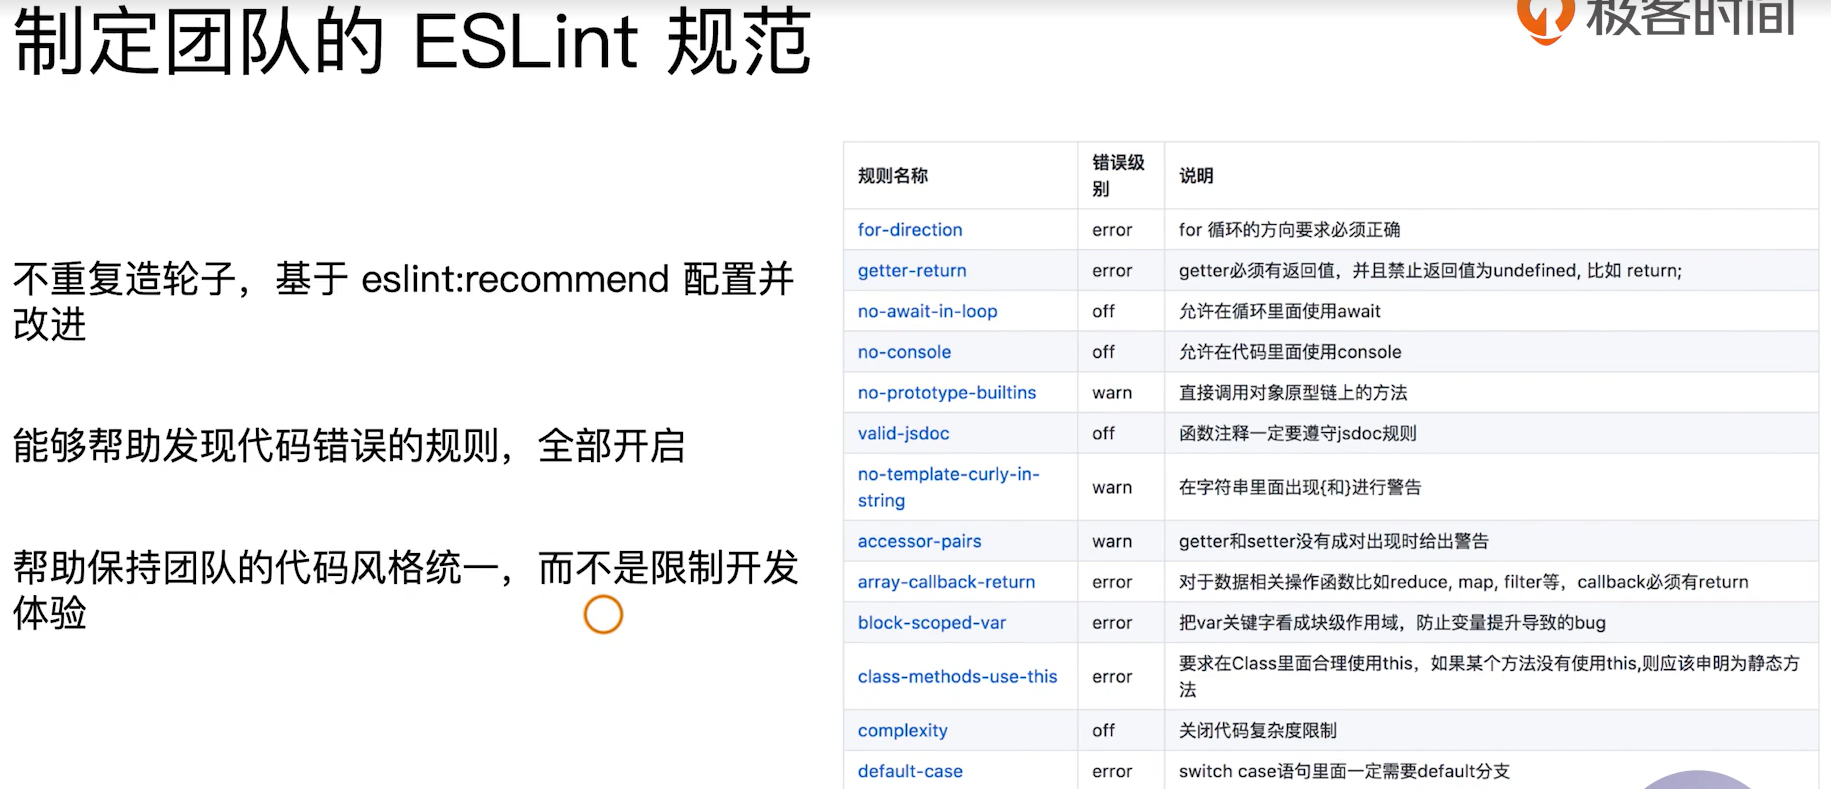 制定团队的 ESLint 规范
极客时间
不重复造轮子，基于 eslint:recommend 配置并
改进
能够帮助发现代码错误的规则，全部开启
帮助保持团队的代码风格统一，而不是限制开发
体验
规则名称 错误级别 说明
for-direction error for 循环的方向要求必须正确
getter-return error getter必须有返回值，并且禁止返回值为undefined, 比如 return;
no-await-in-loop off 允许在循环里面使用await
no-console off 允许在代码里面使用console
no-prototype-builtins warn 直接调用对象原型链上的方法
valid-jsdoc off 函数注释一定要遵守jsdoc规则
no-template-curly-in-
string warn 在字符串里面出现{和}进行警告
accessor-pairs warn getter和setter没有成对出现时给出警告
array-callback-return error 对于数据相关操作函数比如reduce, map, filter等，callback必须有return
block-scoped-var error 把var关键字看成块级作用域，防止变量提升导致的bug
class-methods-use-this error 要求在Class里面合理使用this，如果某个方法没有使用this,则应该申明为静态方
法
complexity off 关闭代码复杂度限制
default-case error switch case语句里面一定需要default分支